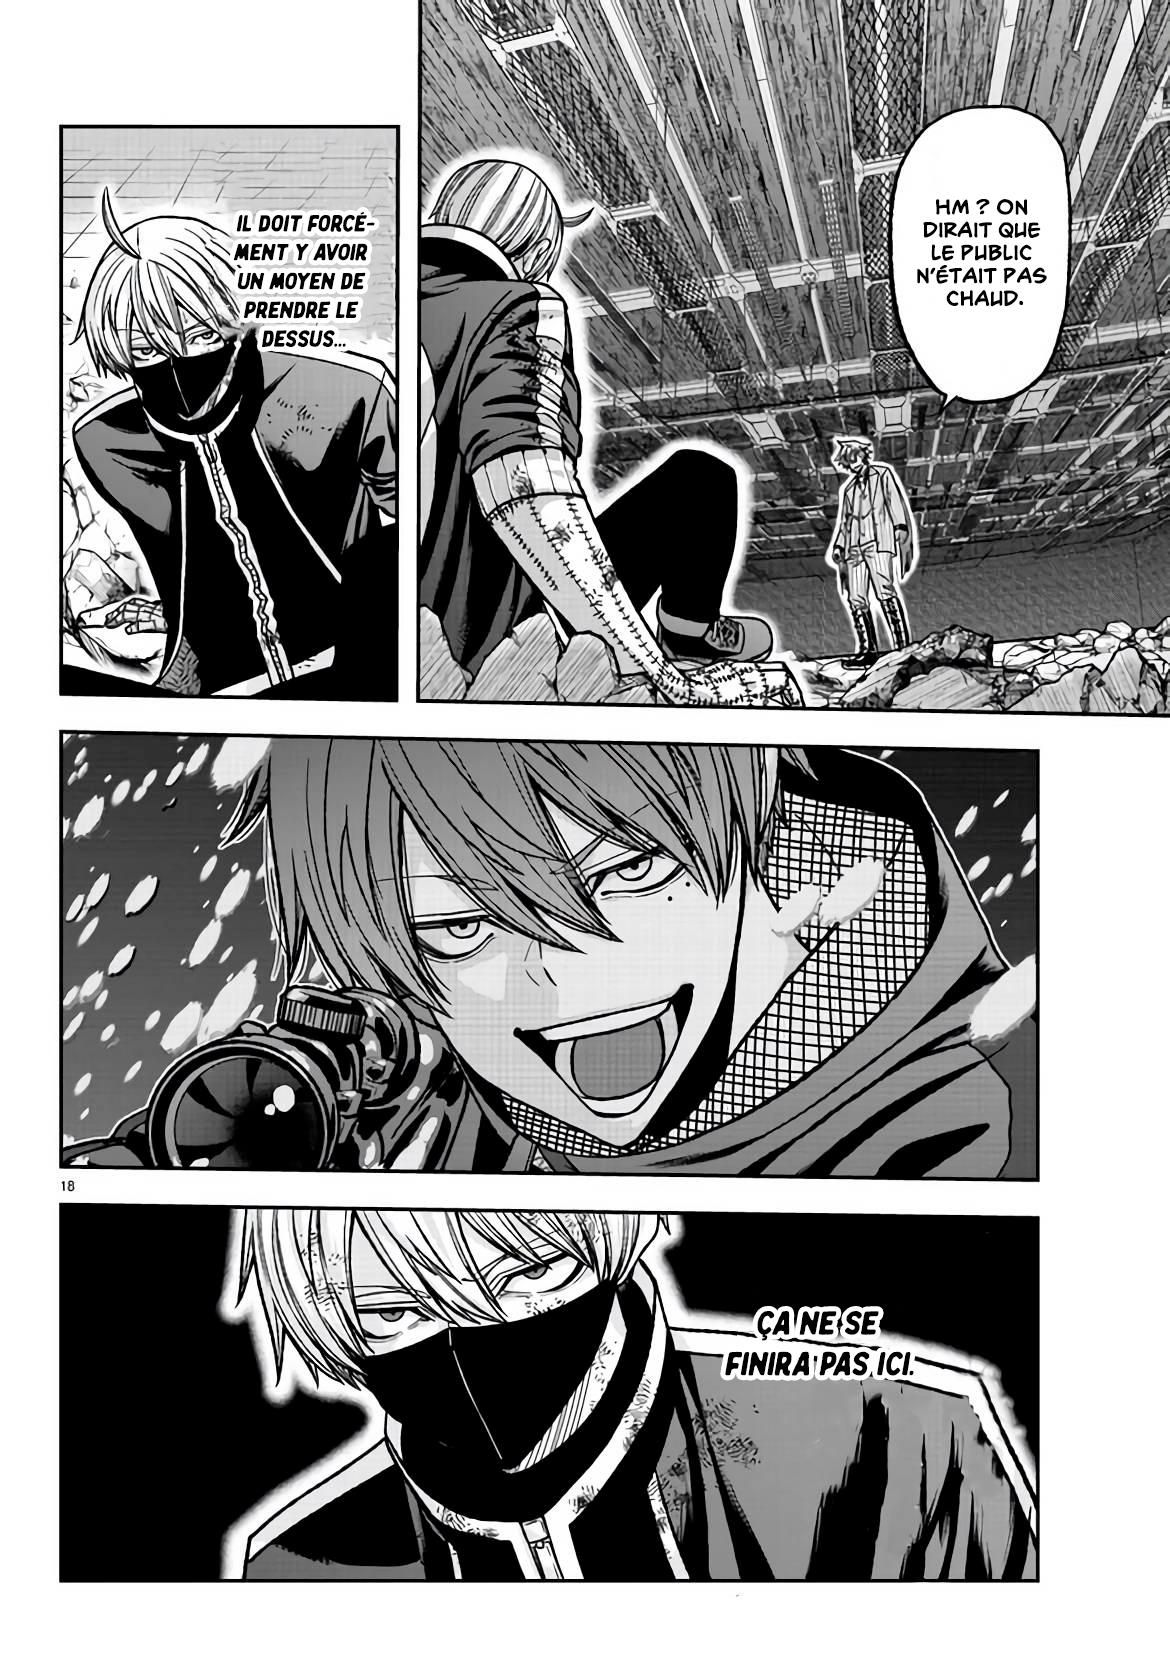 HM ? ON
DIRAIT QUE
LE PUBLIC
N'ÉTAIT PAS
CHAUD.
IL DOIT FORCÉ-
MENT Y AVOIR
UN MOYEN DE
PRENDRE LE
DESSUS...
18
ÇA NE SE
FINIRA PAS ICI.